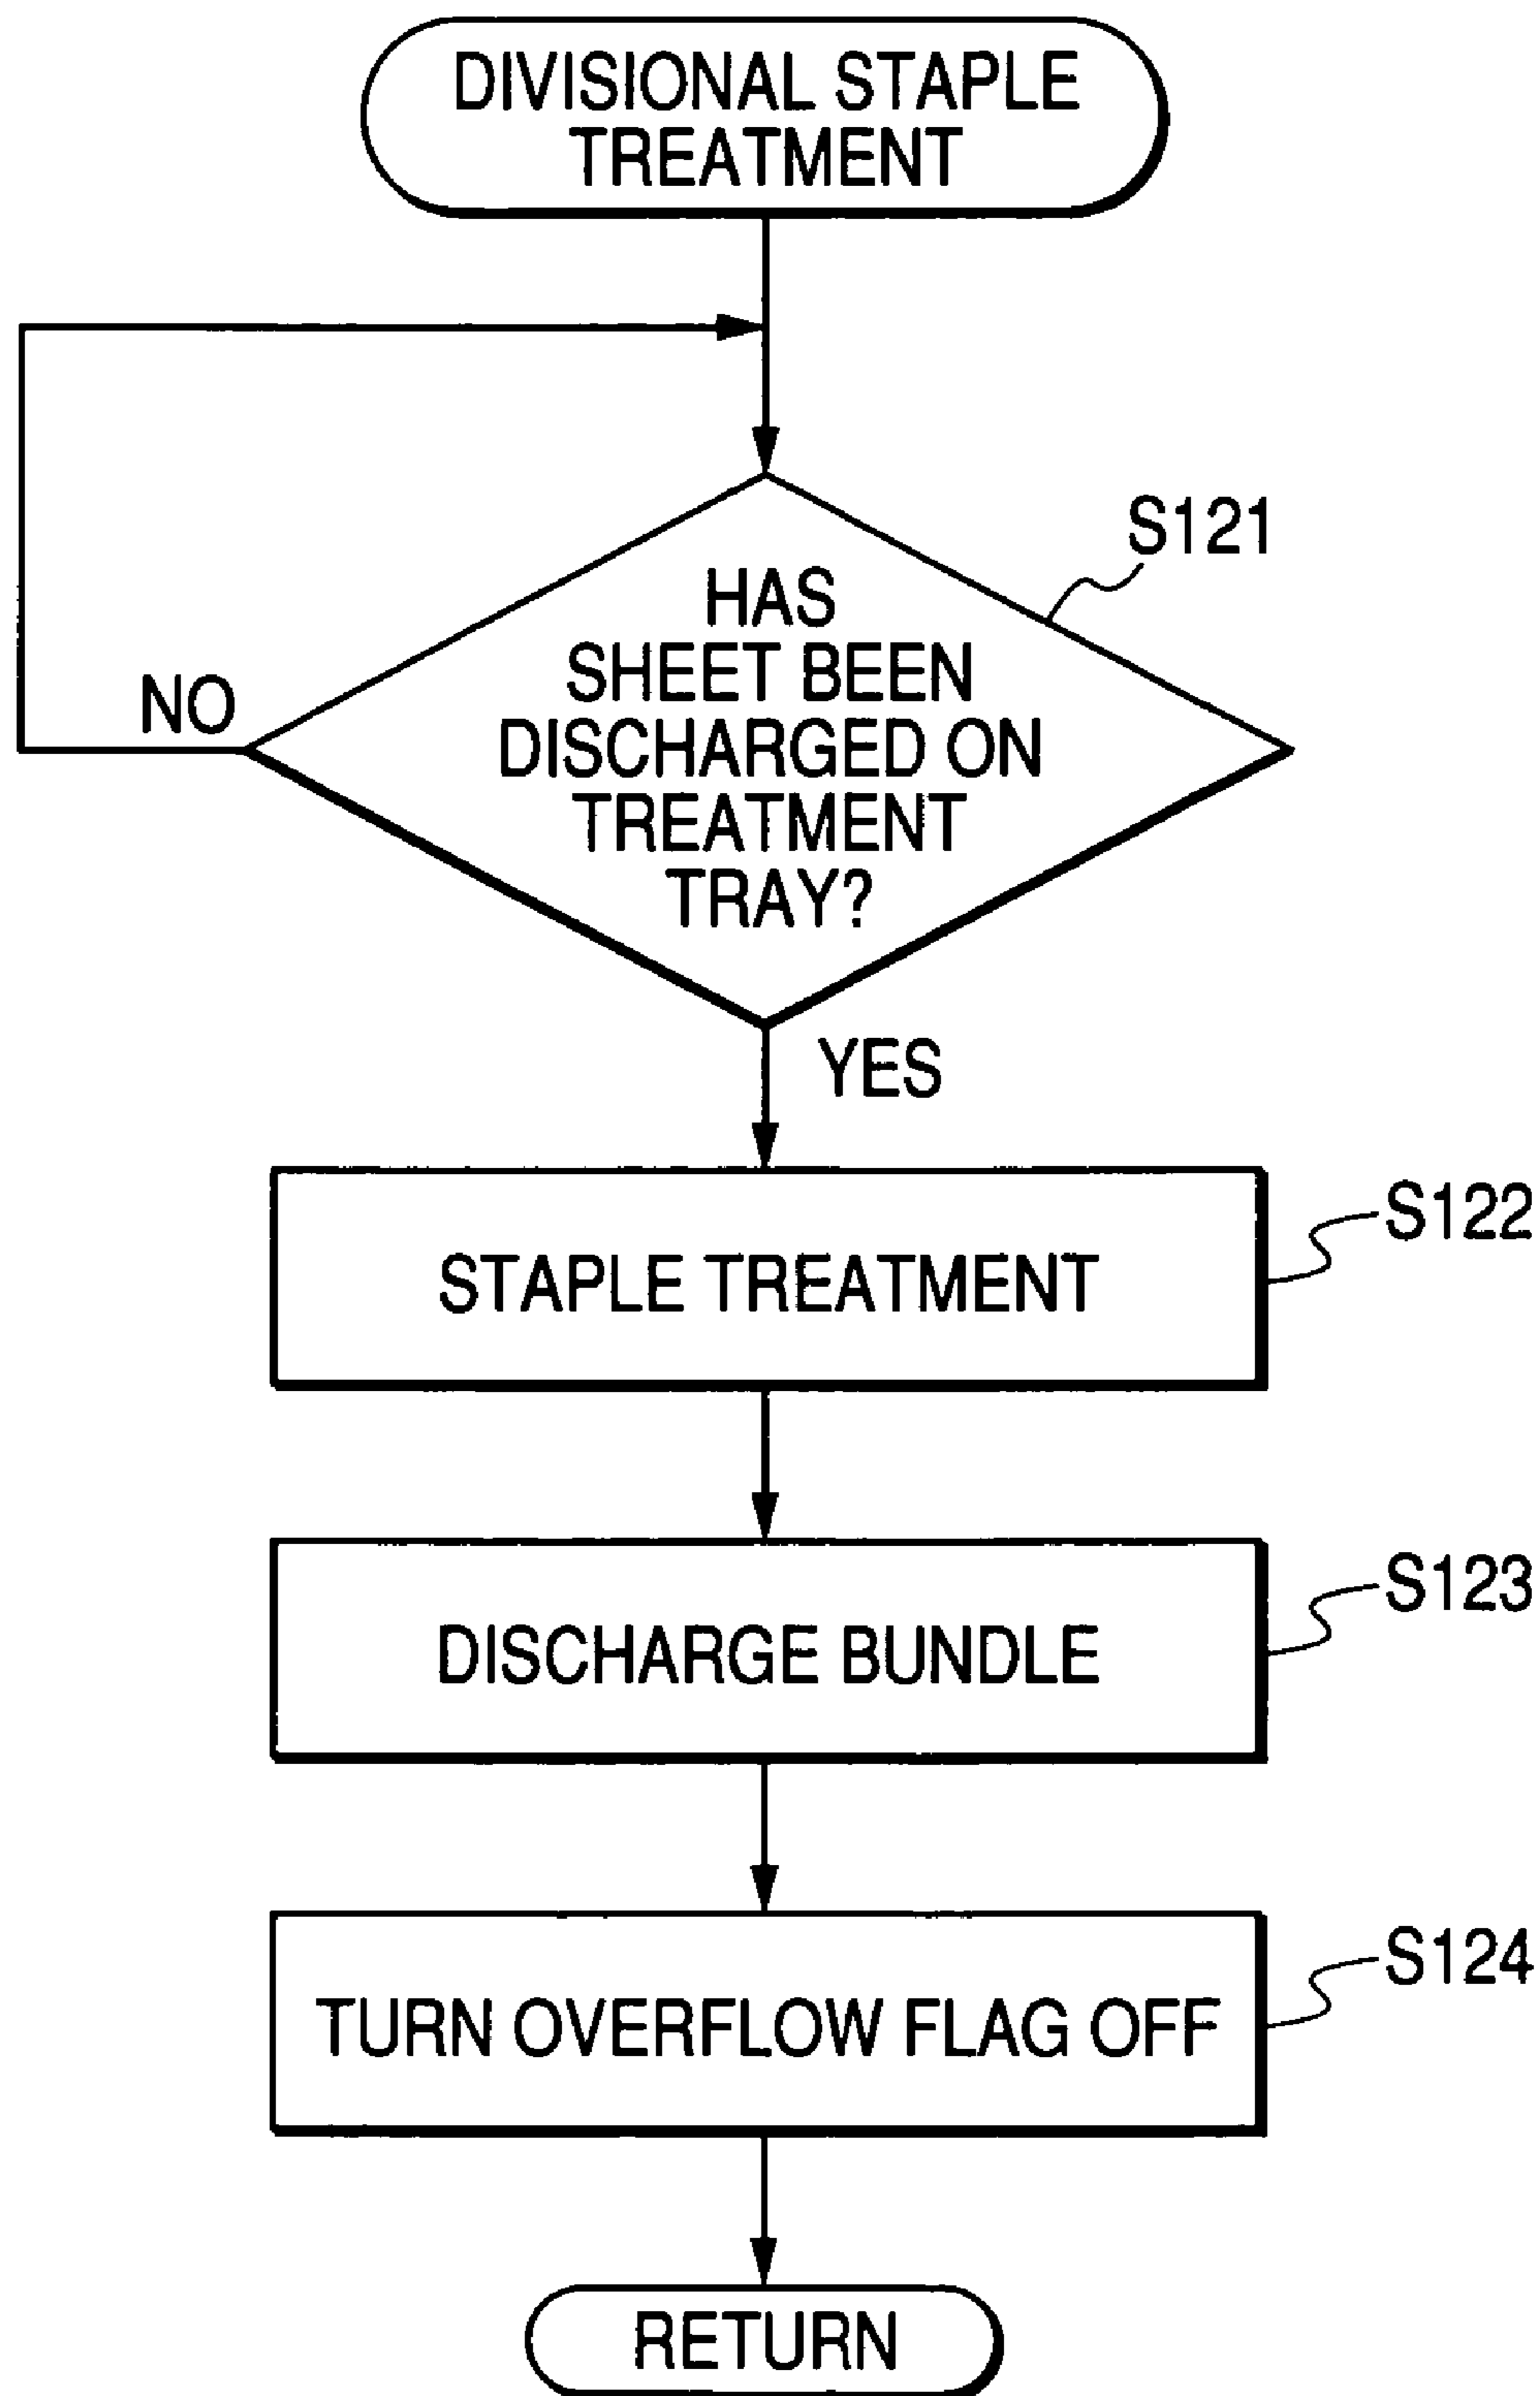 DIVISIONAL STAPLE
TREATMENT
S121
HAS
SHEET BEEN
DISCHARGED ON
TREATMENT
TRAY?
NO
YES
STAPLE TREATMENT
S122
DISCHARGE BUNDLE
S123
TURN OVERFLOW FLAG OFF
S124
RETURN